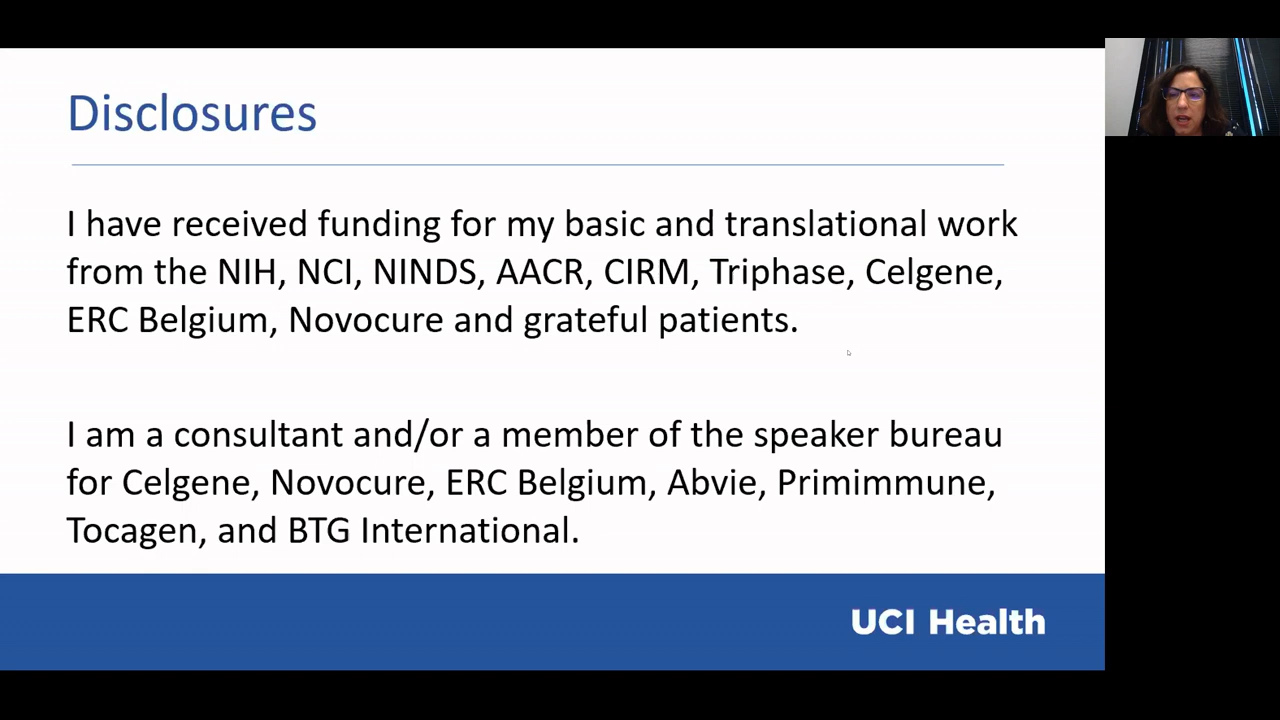 Disclosures
I have received funding for my basic and translational work
from the NIH, NCI, NINDS, AACR, CIRM, Triphase, Celgene,
ERC Belgium, Novocure and grateful patients.
I am a consultant and/or a member of the speaker bureau
for Celgene, Novocure, ERC Belgium, Abvie, Primimmune,
Tocagen, and BTG International.
UCI Health